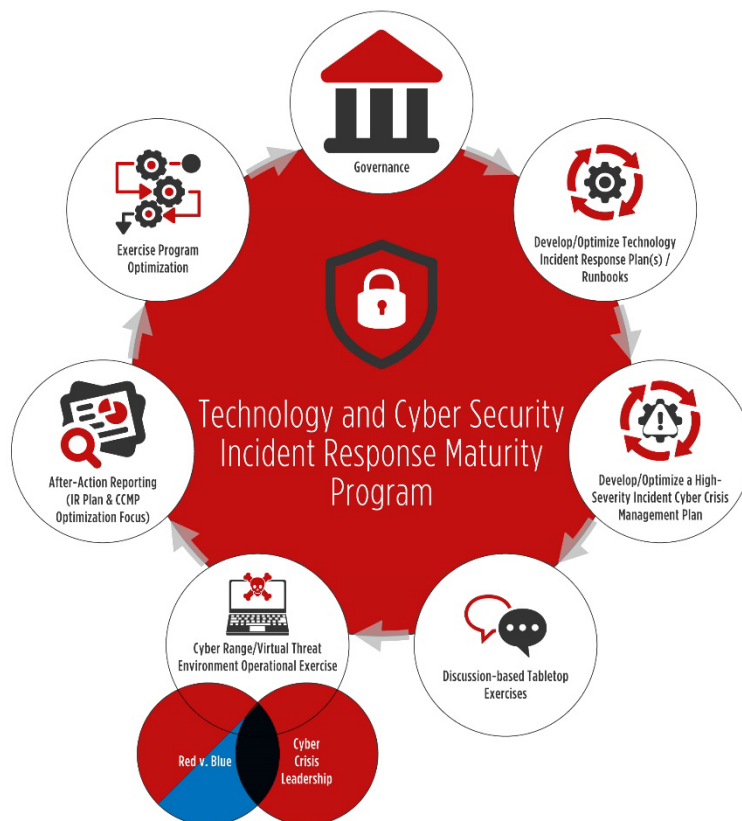 Governance
Develop/Optimize Technology
Incident Response Plan(s) /
Runbooks
Develop/Optimize a High-
Severity Incident Cyber Crisis
Management Plan
Discussion-based Tabletop
Exercises
Cyber Range/Virtual Threat
Environment Operational Exercise
Red v. Blue
Cyber
Crisis
Leadership
After-Action Reporting
(IR Plan & CCMP
Optimization Focus)
Exercise Program
Optimization
Technology and Cyber Security
Incident Response Maturity
Program